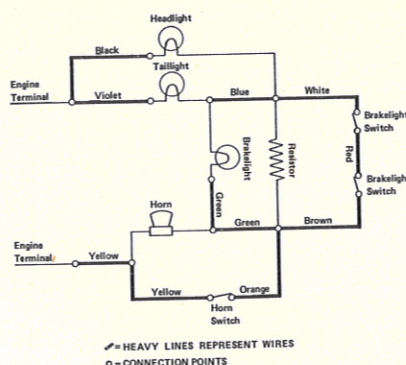 Headlight
Black
Taillight
Engine
Terminal
Violet
Blue
White
Brakelight
Switch
Brakelight
Resistor
Red
Brakelight
Switch
Horn
Green
Green
Brown
Engine
Terminal
Yellow
Yellow
Orange
Horn
Switch
= HEAVY LINES REPRESENT WIRES
O = CONNECTION POINTS